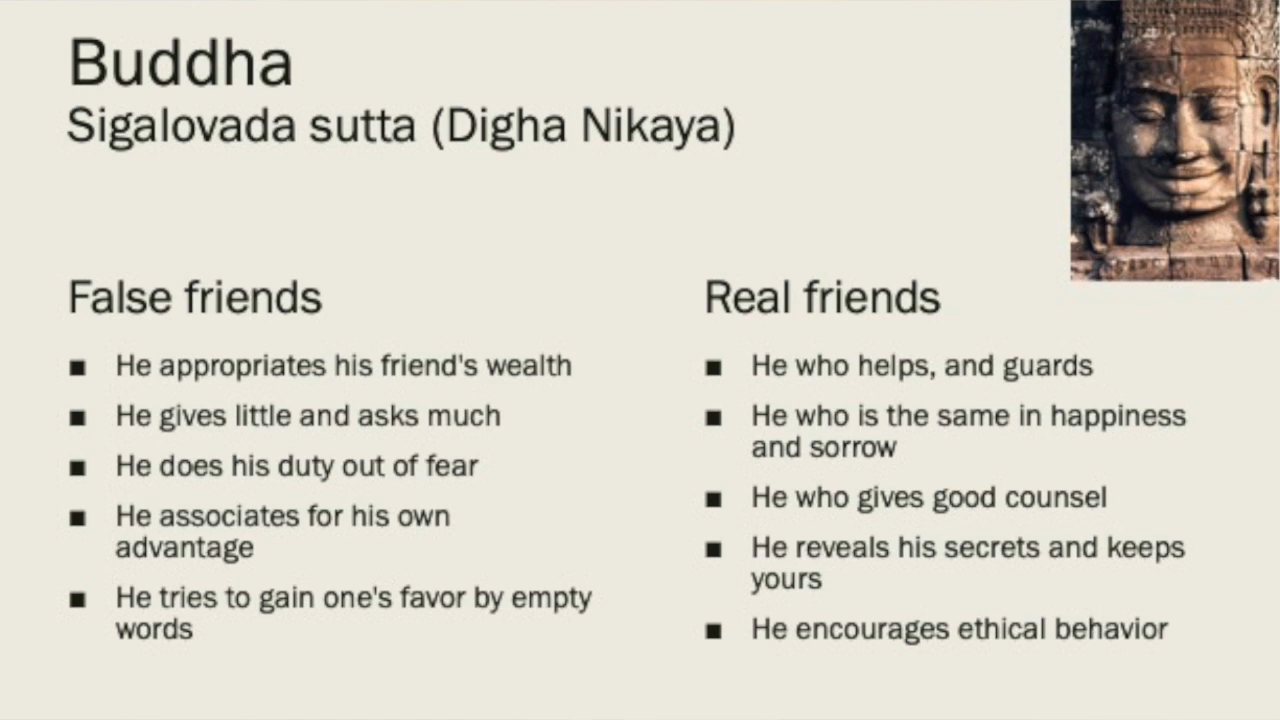 Buddha
Sigalovada sutta (Digha Nikaya)
False friends
■ He appropriates his friend's wealth
■ He gives little and asks much
■ He does his duty out of fear
■ He associates for his own
advantage
■ He tries to gain one's favor by empty
words
Real friends
■ He who helps, and guards
■ He who is the same in happiness
and sorrow
■ He who gives good counsel
■ He reveals his secrets and keeps
yours
■ He encourages ethical behavior